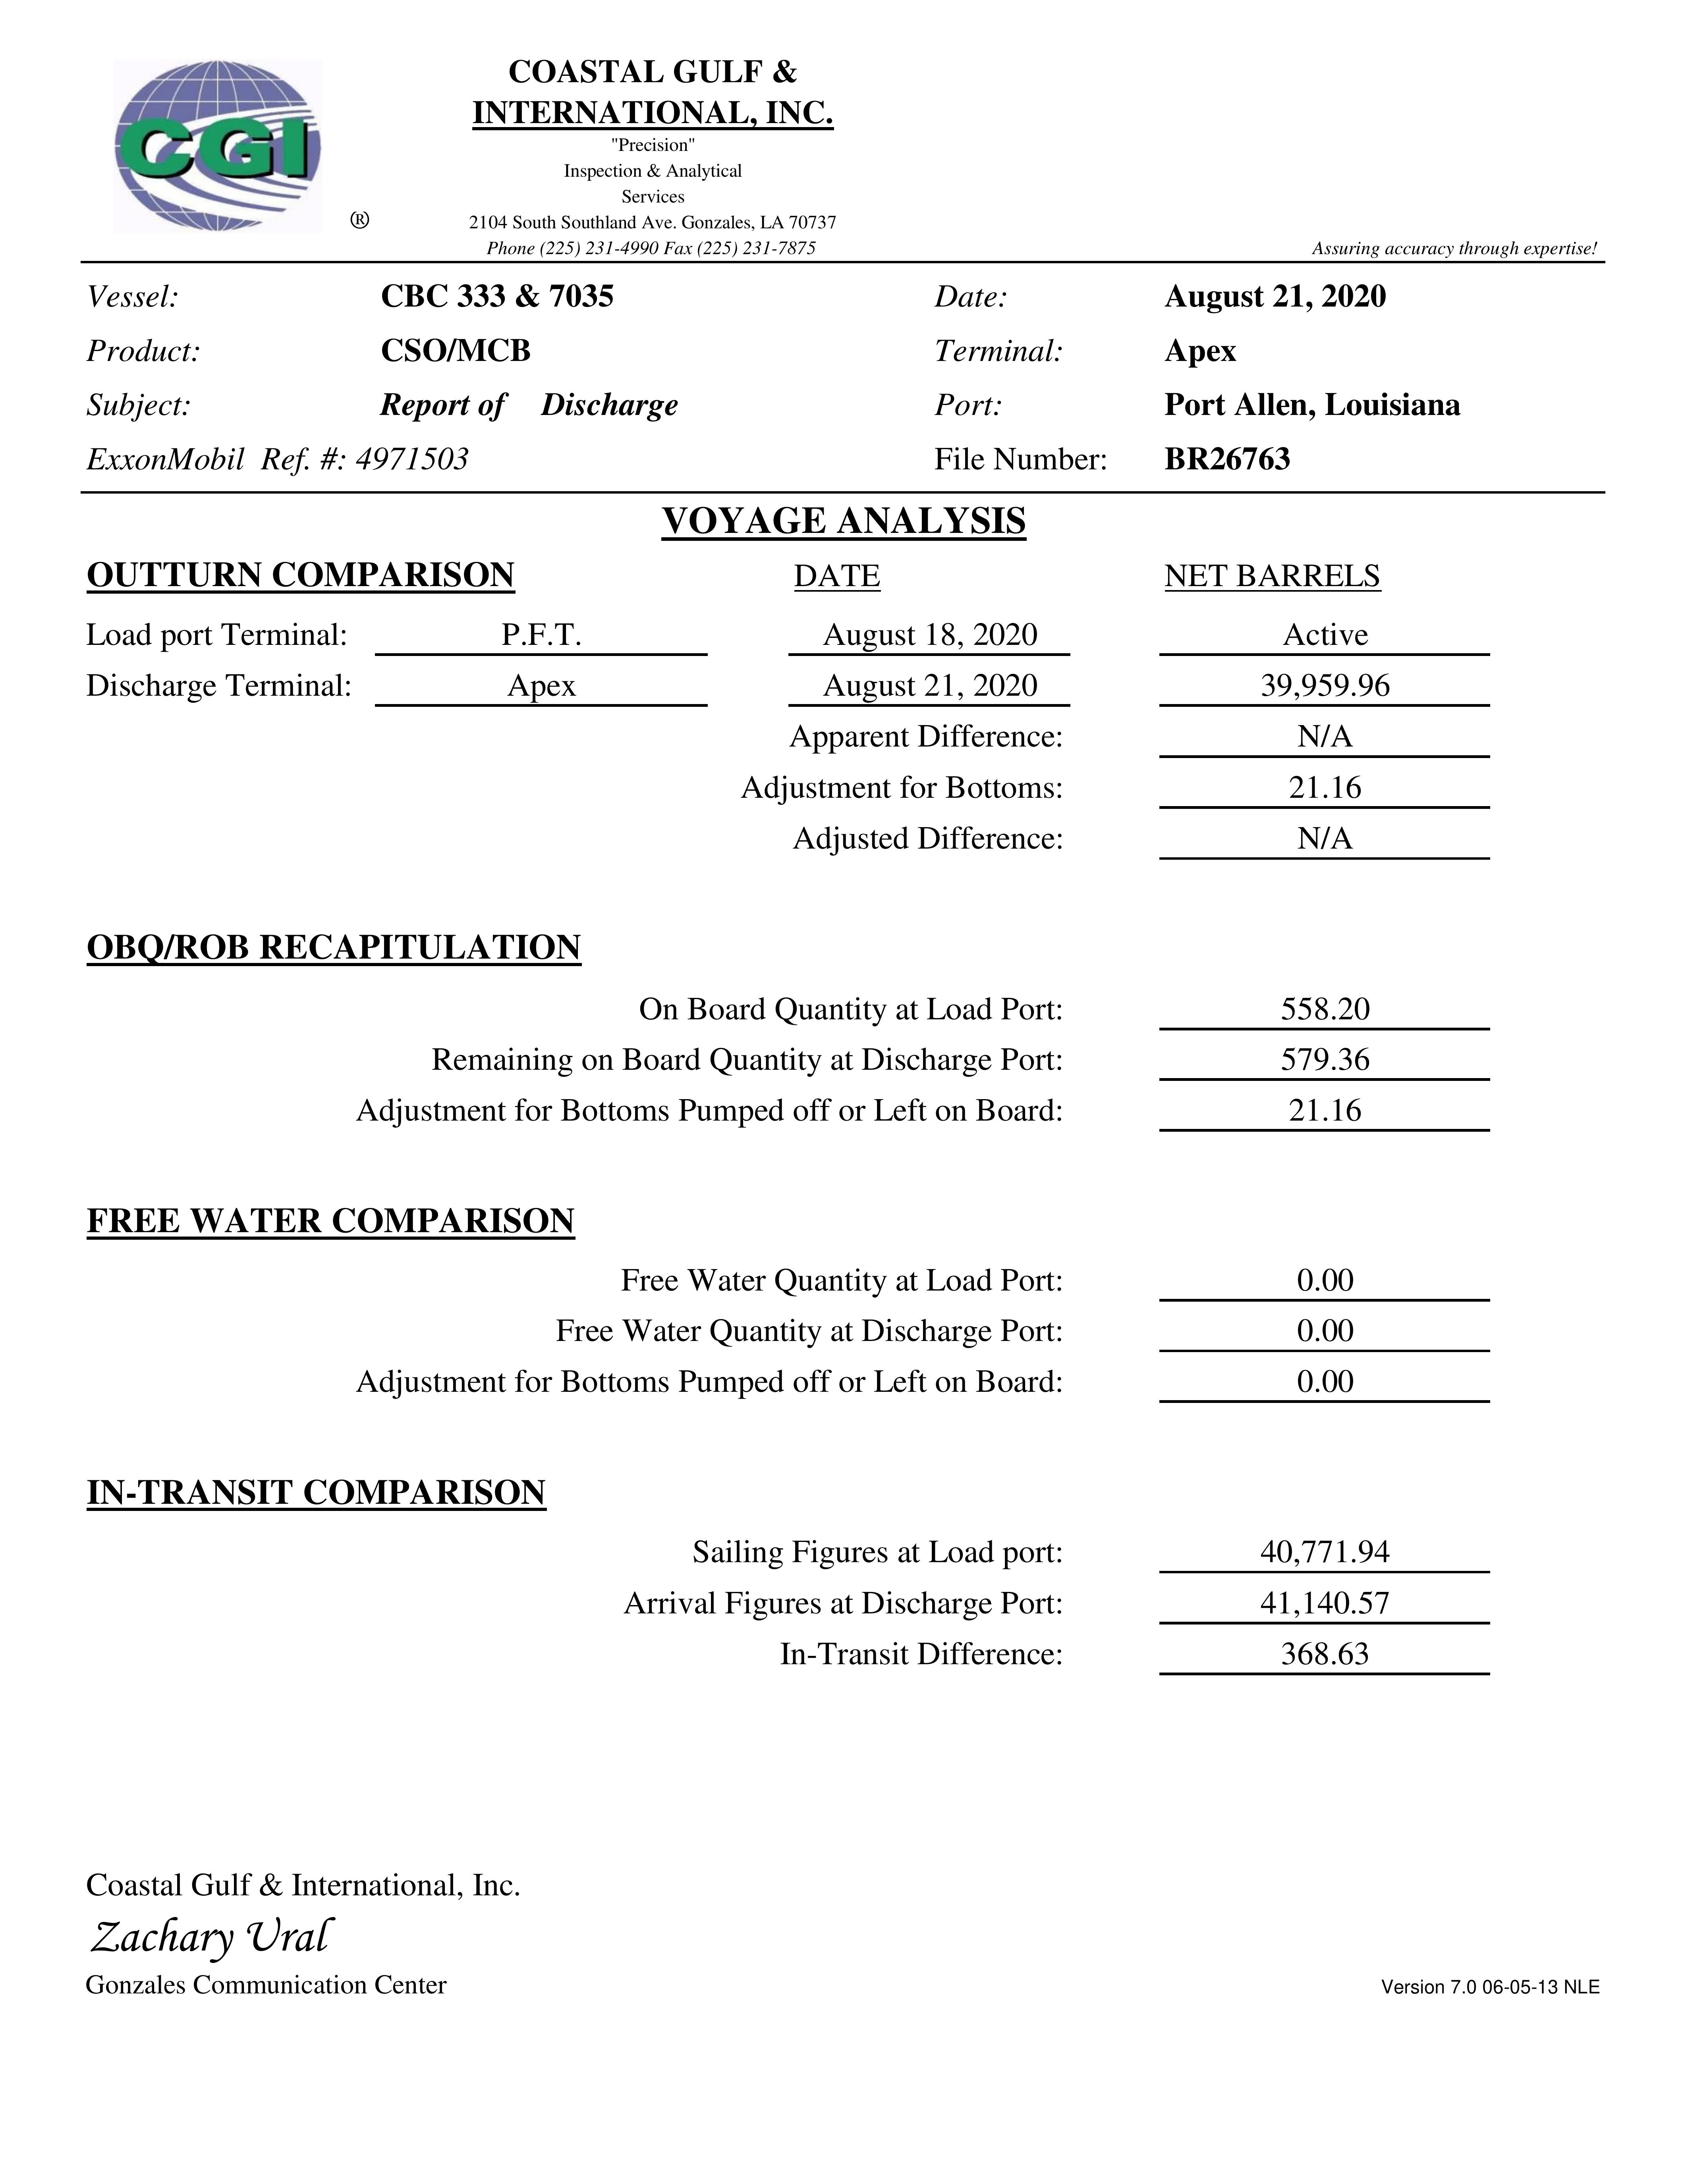 CGI
®
COASTAL GULF &
INTERNATIONAL, INC.
"Precision"
Inspection & Analytical
Services
2104 South Southland Ave. Gonzales, LA 70737
Phone (225) 231-4990 Fax (225) 231-7875
Assuring accuracy through expertise!
Vessel: CBC 333 & 7035 Date: August 21, 2020
Product: CSO/MCB Terminal: Apex
Subject: Report of Discharge Port: Port Allen, Louisiana
ExxonMobil Ref. #: 4971503 File Number: BR26763
VOYAGE ANALYSIS
OUTTURN COMPARISON DATE NET BARRELS
Load port Terminal: P.F.T. August 18, 2020 Active
Discharge Terminal: Apex August 21, 2020 39,959.96
Apparent Difference: N/A
Adjustment for Bottoms: 21.16
Adjusted Difference: N/A
OBQ/ROB RECAPITULATION
On Board Quantity at Load Port: 558.20
Remaining on Board Quantity at Discharge Port: 579.36
Adjustment for Bottoms Pumped off or Left on Board: 21.16
FREE WATER COMPARISON
Free Water Quantity at Load Port: 0.00
Free Water Quantity at Discharge Port: 0.00
Adjustment for Bottoms Pumped off or Left on Board: 0.00
IN-TRANSIT COMPARISON
Sailing Figures at Load port: 40,771.94
Arrival Figures at Discharge Port: 41,140.57
In-Transit Difference: 368.63
Coastal Gulf & International, Inc.
Zachary Ural
Gonzales Communication Center
Version 7.0 06-05-13 NLE